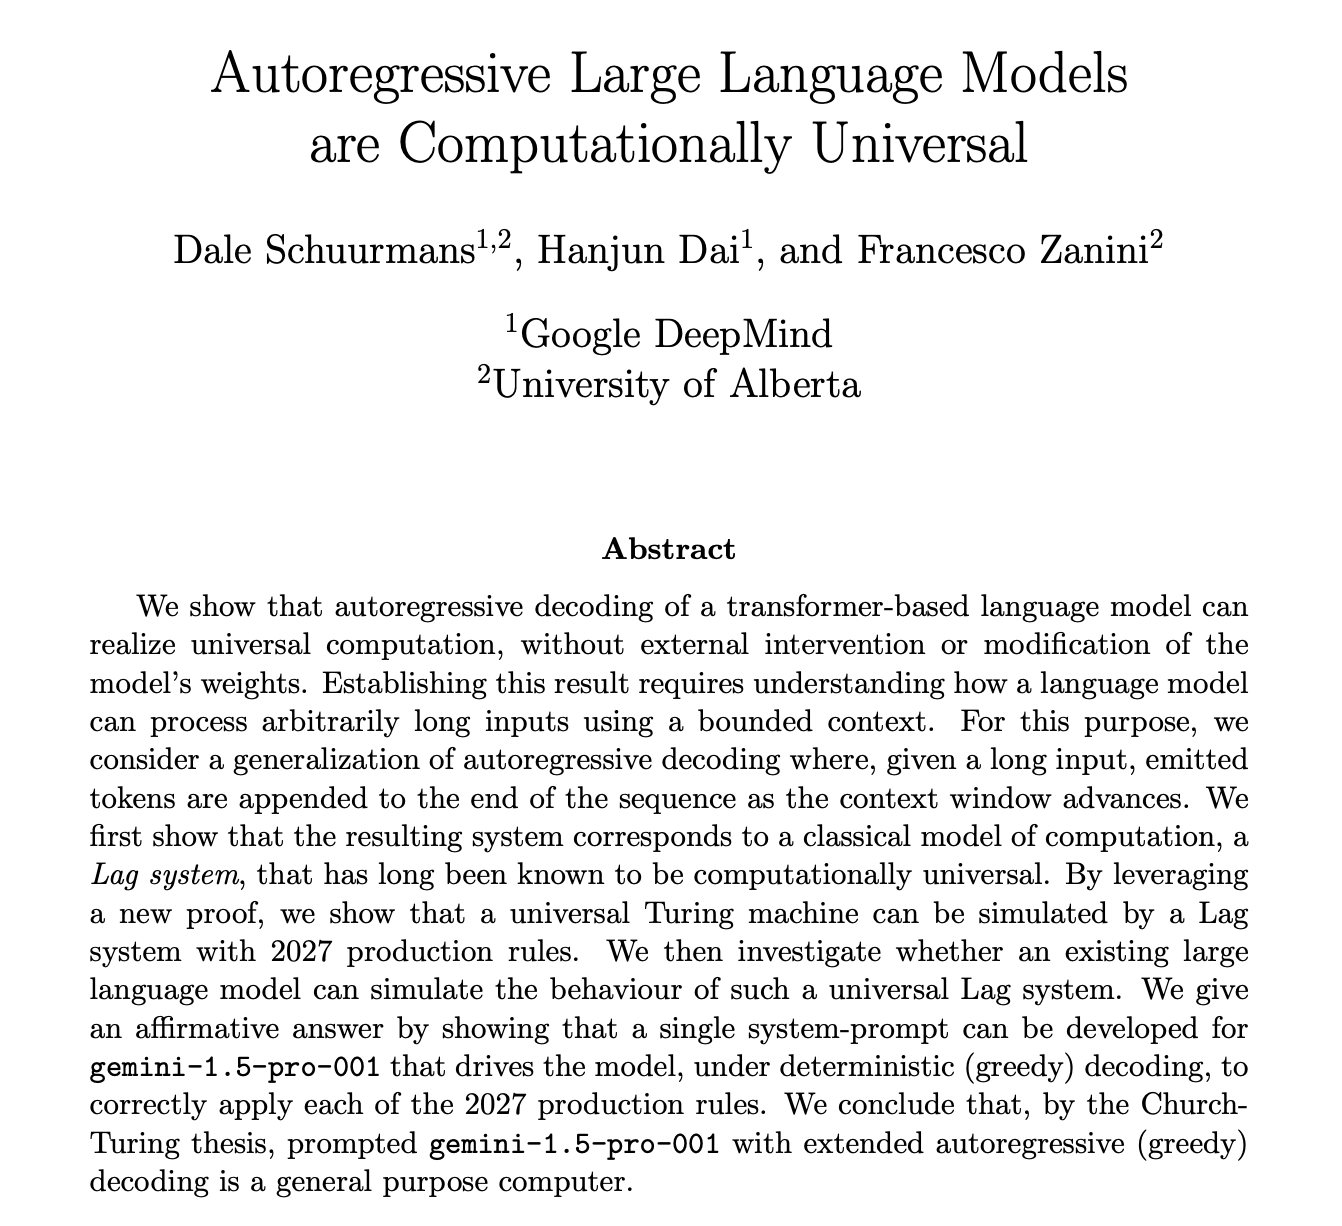 Autoregressive Large Language Models
are Computationally Universal
Dale Schuurmans1,2, Hanjun Dai1, and Francesco Zanini2
1Google DeepMind
2University of Alberta
Abstract
We show that autoregressive decoding of a transformer-based language model can
realize universal computation, without external intervention or modification of the
model's weights. Establishing this result requires understanding how a language model
can process arbitrarily long inputs using a bounded context. For this purpose, we
consider a generalization of autoregressive decoding where, given a long input, emitted
tokens are appended to the end of the sequence as the context window advances. We
first show that the resulting system corresponds to a classical model of computation, a
Lag system, that has long been known to be computationally universal. By leveraging
a new proof, we show that a universal Turing machine can be simulated by a Lag
system with 2027 production rules. We then investigate whether an existing large
language model can simulate the behaviour of such a universal Lag system. We give
an affirmative answer by showing that a single system-prompt can be developed for
gemini-1.5-pro-001 that drives the model, under deterministic (greedy) decoding, to
correctly apply each of the 2027 production rules. We conclude that, by the Church-
Turing thesis, prompted gemini-1.5-pro-001 with extended autoregressive (greedy)
decoding is a general purpose computer.